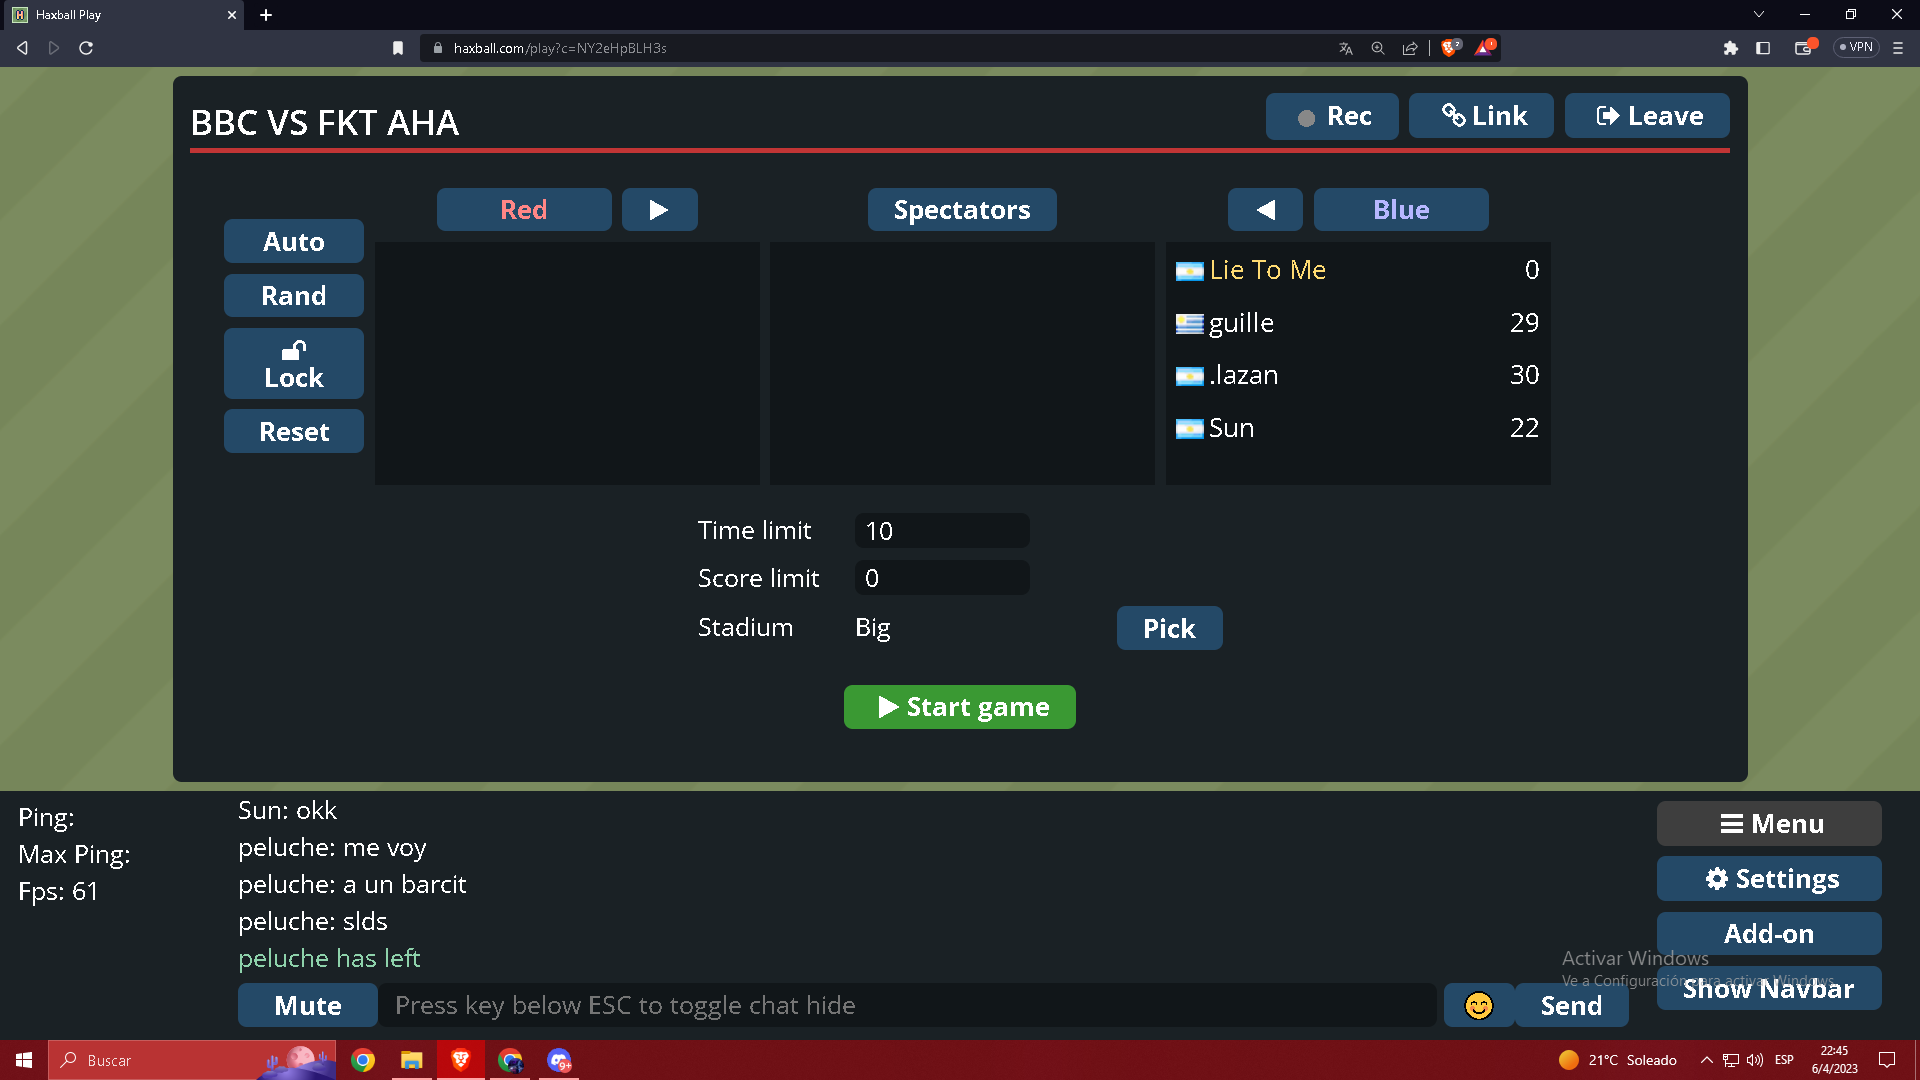 Haxball Play
haxball.com/play?c=NY2eHpBLH3s
VPN
BBC VS FKT AHA
Rec
Link
Leave
Red
Spectators
Blue
Auto
Rand
Lock
Reset
Lie To Me 0
guille 29
.lazan 30
Sun 22
Time limit 10
Score limit 0
Stadium Big Pick
Start game
Ping:
Max Ping:
Fps: 61
Sun: okk
peluche: me voy
peluche: a un barcit
peluche: slds
peluche has left
Mute
Press key below ESC to toggle chat hide
Send
Menu
Settings
Add-on
Show Navbar
Activar Windows
Ve a Configuración para activar Windows.
Buscar
9+
21°C Soleado
ESP
22:45
6/4/2023